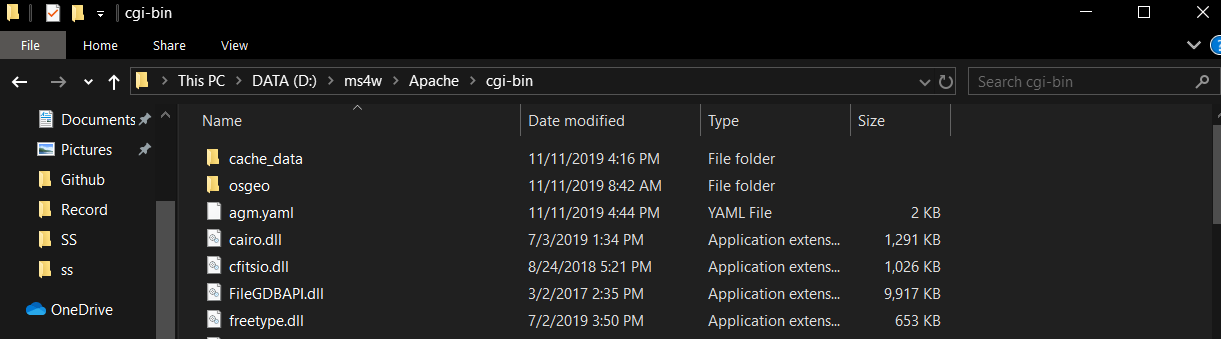 cgi-bin
File Home Share View
This PC DATA (D:) ms4w Apache cgi-bin Search cgi-bin
Documents
Pictures
Github
Record
SS
ss
OneDrive
Name Date modified Type Size
cache_data 11/11/2019 4:16 PM File folder
osgeo 11/11/2019 8:42 AM File folder
agm.yaml 11/11/2019 4:44 PM YAML File 2 KB
cairo.dll 7/3/2019 1:34 PM Application extens... 1,291 KB
cfitsio.dll 8/24/2018 5:21 PM Application extens... 1,026 KB
FileGDBAPI.dll 3/2/2017 2:35 PM Application extens... 9,917 KB
freetype.dll 7/2/2019 3:50 PM Application extens... 653 KB